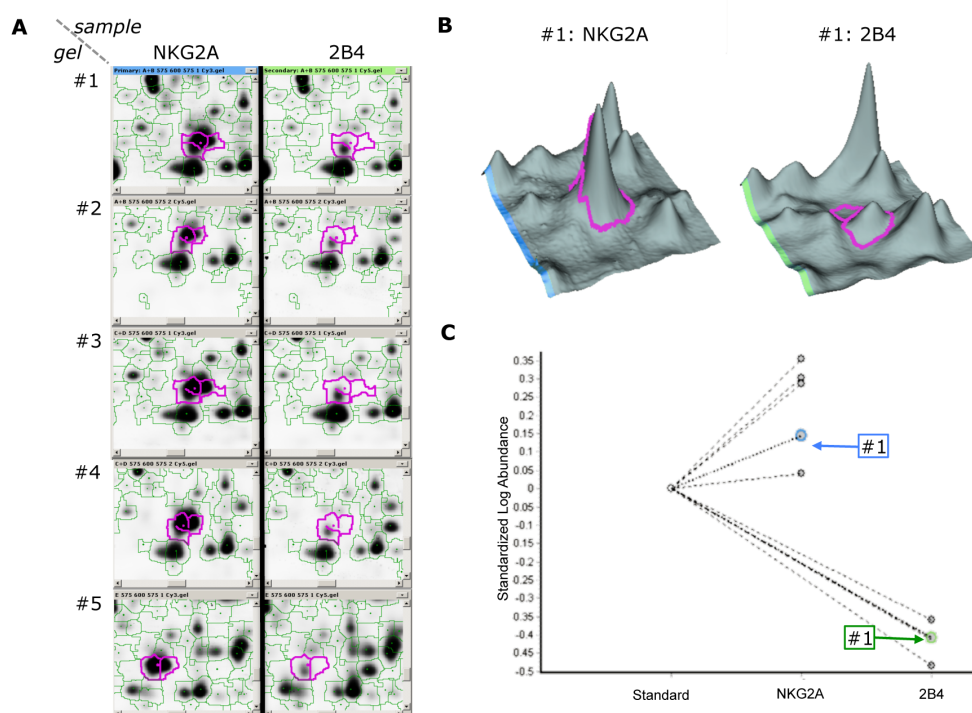 A
sample
gel
NKG2A 2B4
#1
Primary: A+B 575 600 575 1 Cy3.gel
Secondary: A+B 575 600 575 1 Cy5.gel
#2
A+B 575 600 575 2 Cy5.gel
A+B 575 600 575 2 Cy3.gel
#3
C+D 575 600 575 1 Cy3.gel
C+D 575 600 575 1 Cy5.gel
#4
C+D 575 600 575 2 Cy5.gel
C+D 575 600 575 2 Cy3.gel
#5
E 575 600 575 1 Cy3.gel
E 575 600 575 1 Cy5.gel
B
#1: NKG2A
#1: 2B4
C
Standardized Log Abundance
0.35
0.3
0.25
0.2
0.15
0.1
0.05
0
-0.05
-0.1
-0.15
-0.2
-0.25
-0.3
-0.35
-0.4
-0.45
-0.5
#1
#1
Standard NKG2A 2B4